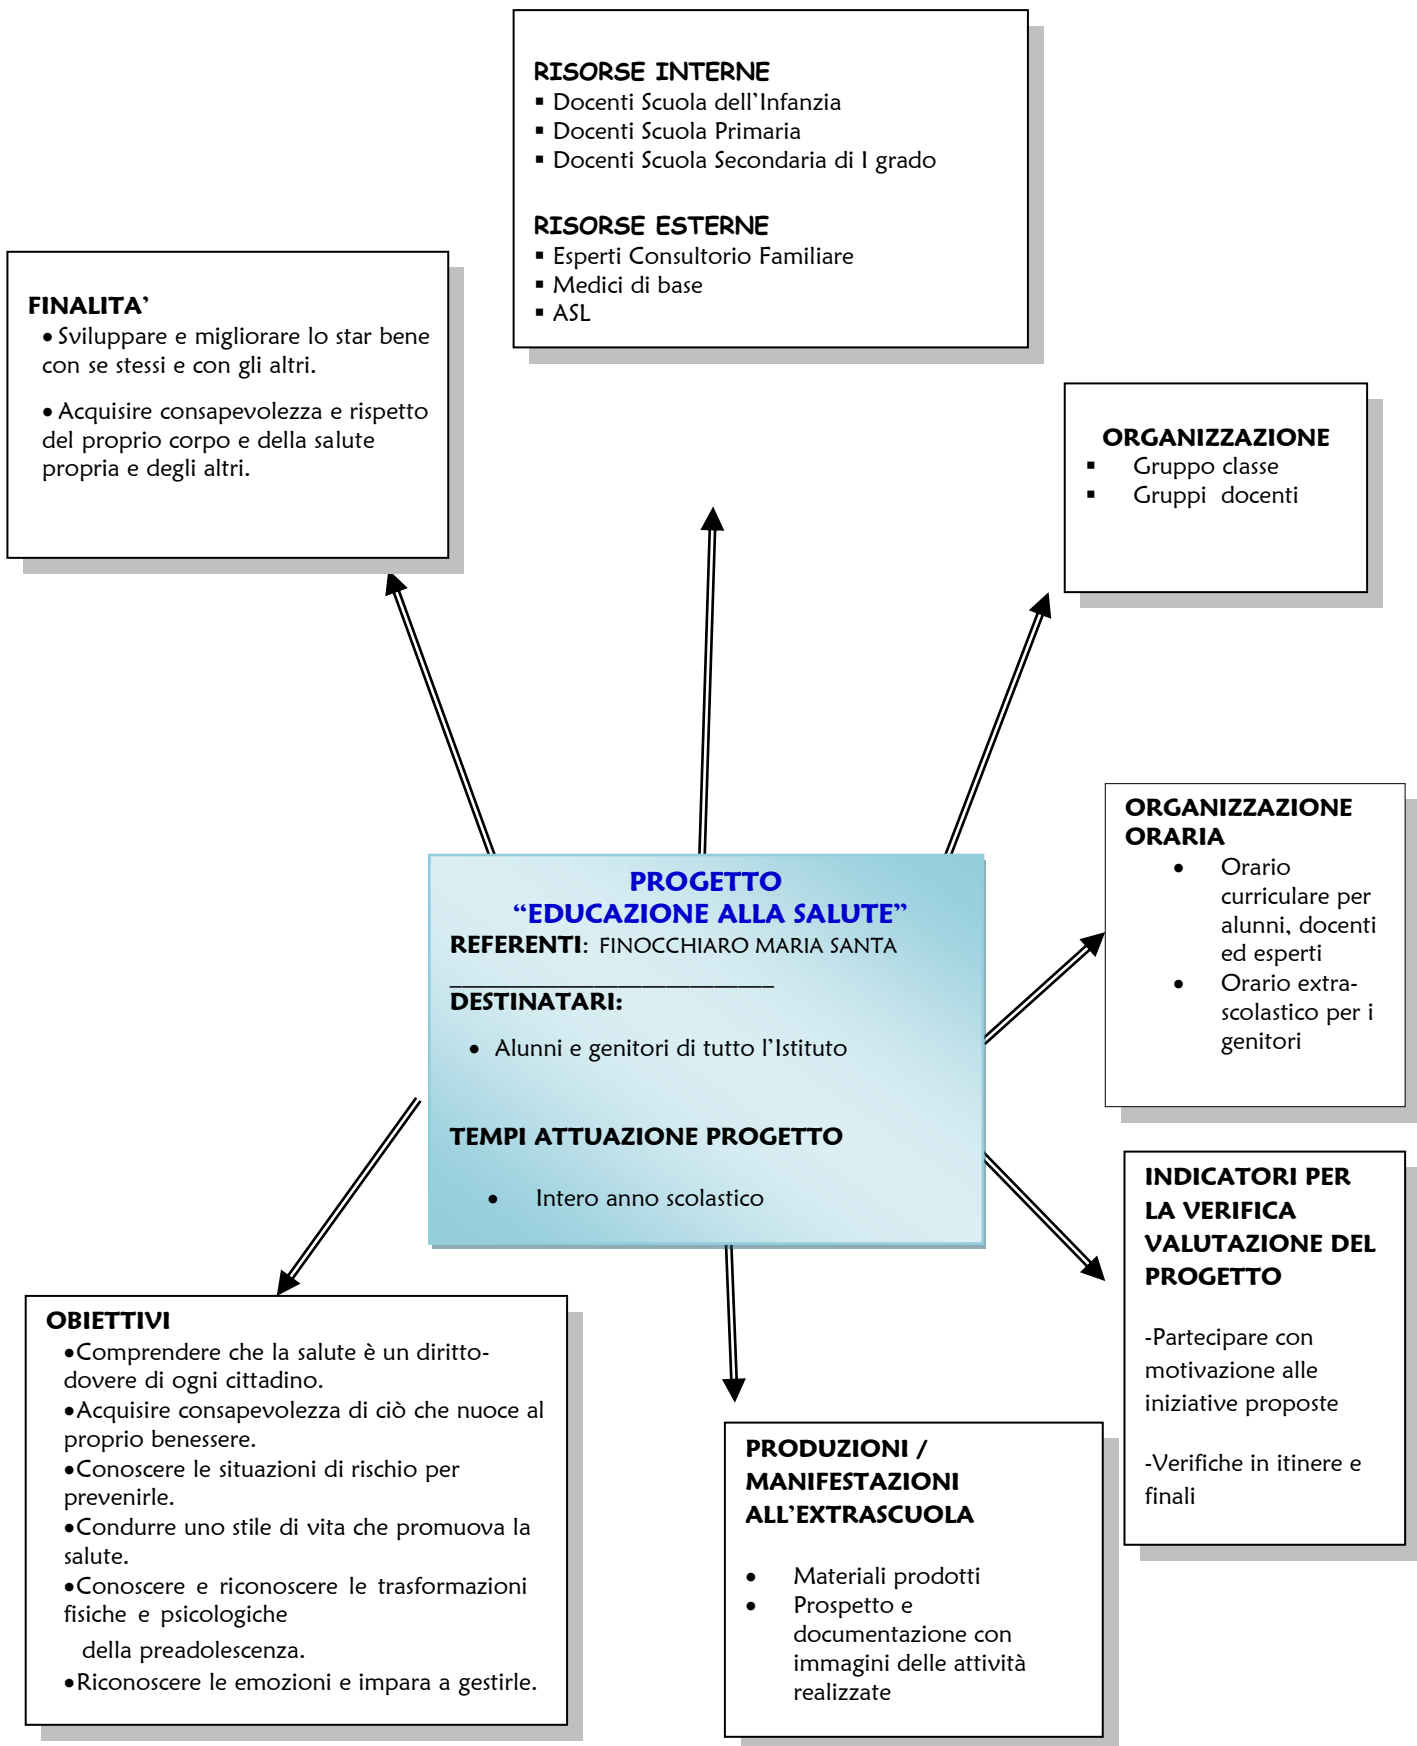 RISORSE INTERNE
▪ Docenti Scuola dell’Infanzia
▪ Docenti Scuola Primaria
▪ Docenti Scuola Secondaria di I grado
RISORSE ESTERNE
▪ Esperti Consultorio Familiare
▪ Medici di base
▪ ASL
FINALITA’
• Sviluppare e migliorare lo star bene
con se stessi e con gli altri.
• Acquisire consapevolezza e rispetto
del proprio corpo e della salute
propria e degli altri.
ORGANIZZAZIONE
▪ Gruppo classe
▪ Gruppi docenti
ORGANIZZAZIONE
ORARIA
• Orario
curriculare per
alunni, docenti
ed esperti
• Orario extra-
scolastico per i
genitori
PROGETTO
“EDUCAZIONE ALLA SALUTE”
REFERENTI: FINOCCHIARO MARIA SANTA
___________________________
DESTINATARI:
• Alunni e genitori di tutto l’Istituto
TEMPI ATTUAZIONE PROGETTO
• Intero anno scolastico
INDICATORI PER
LA VERIFICA
VALUTAZIONE DEL
PROGETTO
-Partecipare con
motivazione alle
iniziative proposte
-Verifiche in itinere e
finali
OBIETTIVI
•Comprendere che la salute è un diritto-
dovere di ogni cittadino.
•Acquisire consapevolezza di ciò che nuoce al
proprio benessere.
•Conoscere le situazioni di rischio per
prevenirle.
•Condurre uno stile di vita che promuova la
salute.
•Conoscere e riconoscere le trasformazioni
fisiche e psicologiche
della preadolescenza.
•Riconoscere le emozioni e impara a gestirle.
PRODUZIONI /
MANIFESTAZIONI
ALL’EXTRASCUOLA
• Materiali prodotti
• Prospetto e
documentazione con
immagini delle attività
realizzate